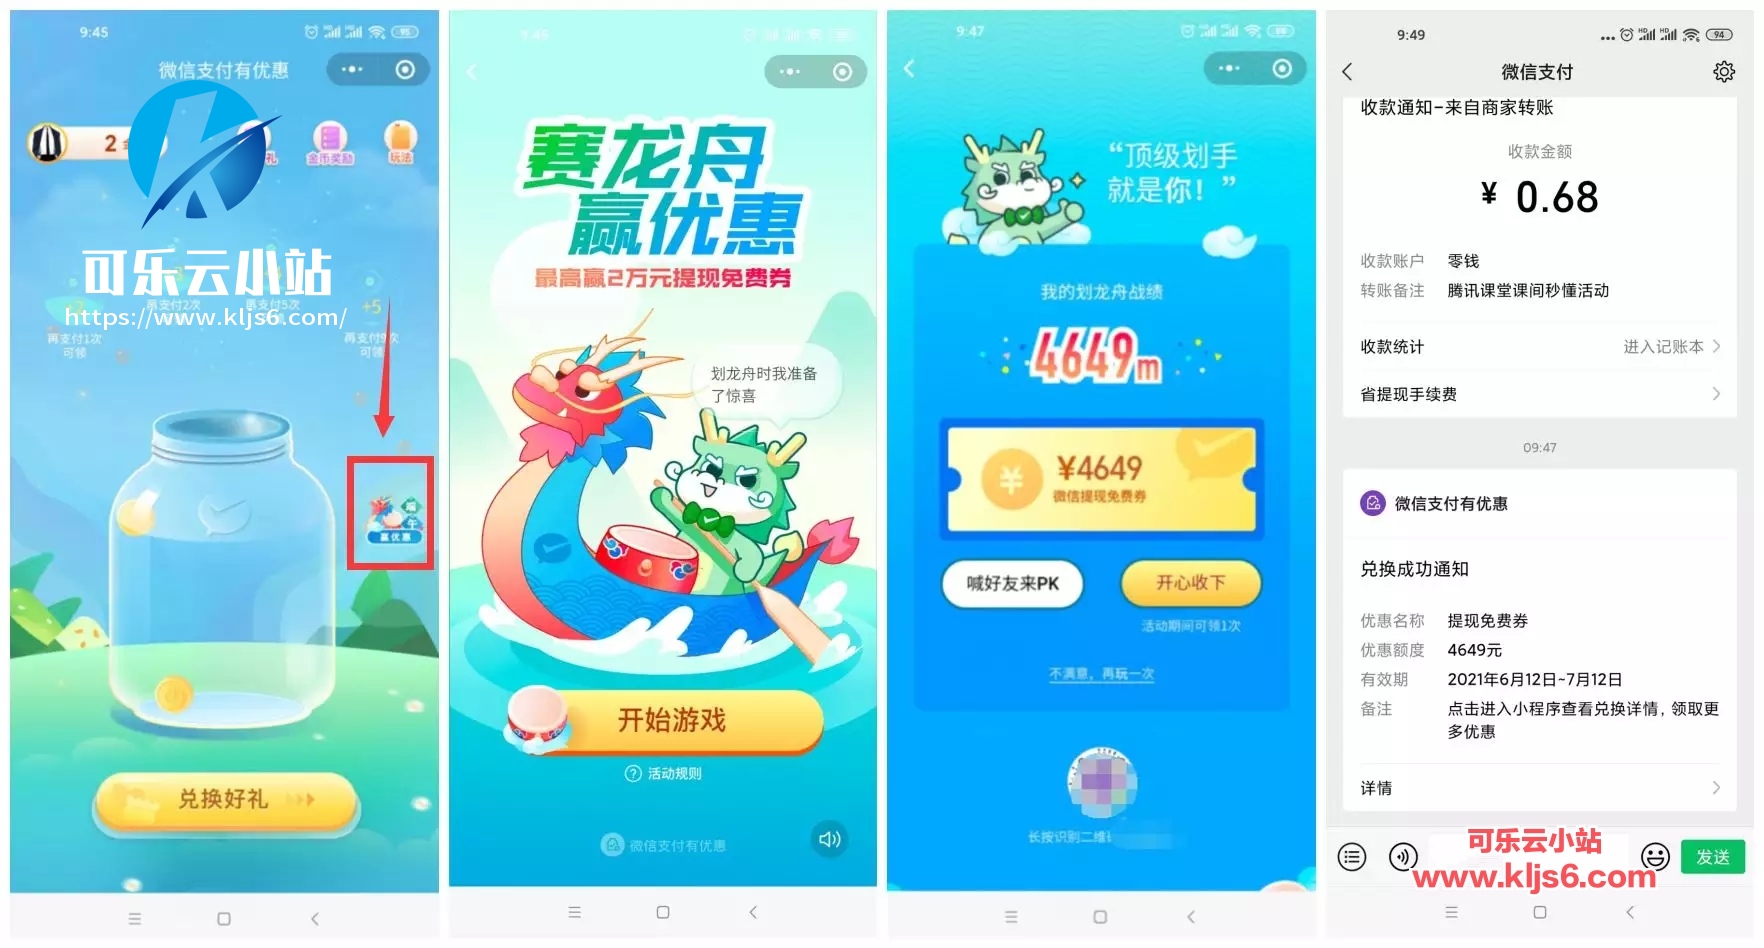 9:45
95
微信支付有优惠
2
礼
金币奖励
玩法
可乐云小站
https://www.kljs6.com/
再支付2次
再支付5次
+5
再支付1次
可领
再支付9次
可领
端
午
赢优惠
兑换好礼
9:45
赛龙舟
赢优惠
最高赢2万元提现免费券
划龙舟时我准备
了惊喜
开始游戏
活动规则
微信支付有优惠
9:47
“顶级划手
就是你！”
我的划龙舟战绩
4649m
¥4649
微信提现免费券
喊好友来PK
开心收下
活动期间可领1次
不满意，再玩一次
长按识别二维码
9:49
94
微信支付
收款通知-来自商家转账
收款金额
¥ 0.68
收款账户 零钱
转账备注 腾讯课堂课间秒懂活动
收款统计 进入记账本
省提现手续费
09:47
微信支付有优惠
兑换成功通知
优惠名称 提现免费券
优惠额度 4649元
有效期 2021年6月12日~7月12日
备注 点击进入小程序查看兑换详情，领取更
多优惠
详情
可乐云小站
www.kljs6.com
发送